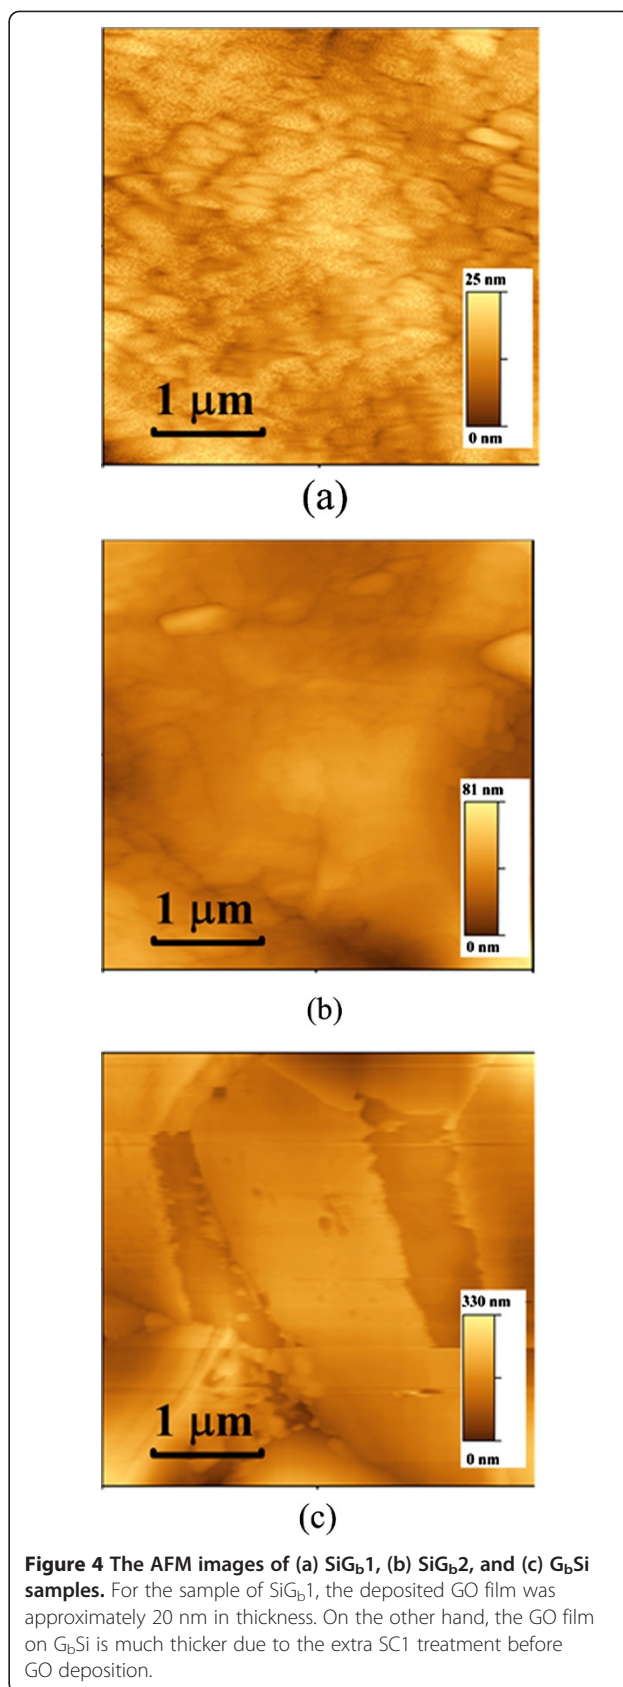 25 nm
0 nm
1 μm
(a)
81 nm
0 nm
1 μm
(b)
330 nm
0 nm
1 μm
(c)
Figure 4 The AFM images of (a) SiGb1, (b) SiGb2, and (c) GbSi
samples. For the sample of SiGb1, the deposited GO film was
approximately 20 nm in thickness. On the other hand, the GO film
on GbSi is much thicker due to the extra SC1 treatment before
GO deposition.